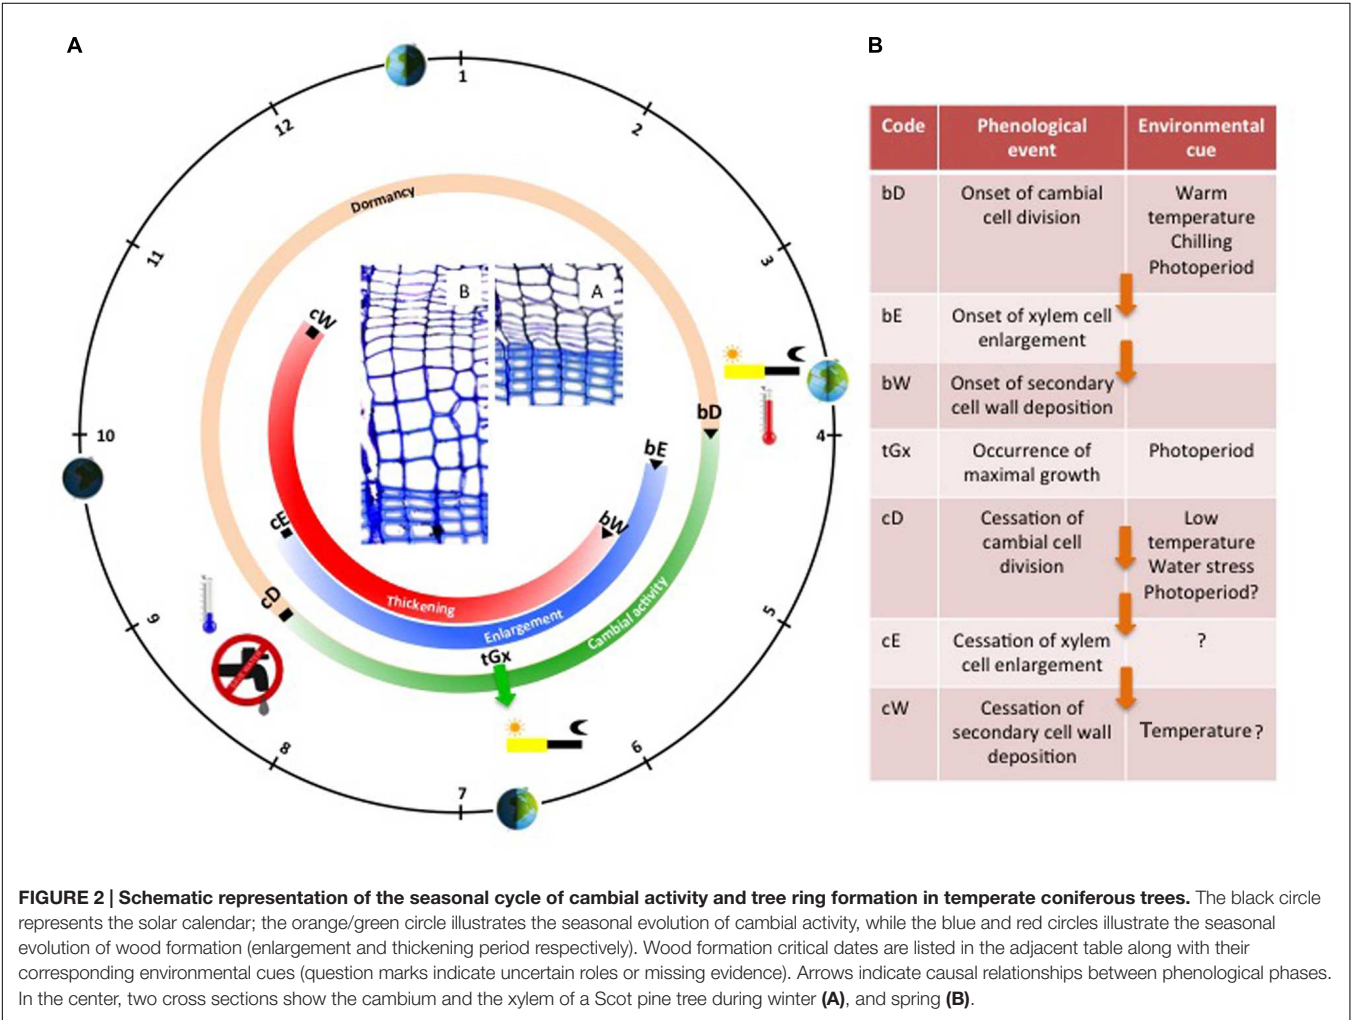 A
1
2
3
4
5
6
7
8
9
10
11
12
Dormancy
cW
B
A
bD
bE
bW
cE
cD
Thickening
Enlargement
Cambial activity
tGx
B
Code Phenological event Environmental cue
bD Onset of cambial cell division Warm temperature Chilling Photoperiod
bE Onset of xylem cell enlargement
bW Onset of secondary cell wall deposition
tGx Occurrence of maximal growth Photoperiod
cD Cessation of cambial cell division Low temperature Water stress Photoperiod?
cE Cessation of xylem cell enlargement ?
cW Cessation of secondary cell wall deposition Temperature?
FIGURE 2 | Schematic representation of the seasonal cycle of cambial activity and tree ring formation in temperate coniferous trees. The black circle
represents the solar calendar; the orange/green circle illustrates the seasonal evolution of cambial activity, while the blue and red circles illustrate the seasonal
evolution of wood formation (enlargement and thickening period respectively). Wood formation critical dates are listed in the adjacent table along with their
corresponding environmental cues (question marks indicate uncertain roles or missing evidence). Arrows indicate causal relationships between phenological phases.
In the center, two cross sections show the cambium and the xylem of a Scot pine tree during winter (A), and spring (B).